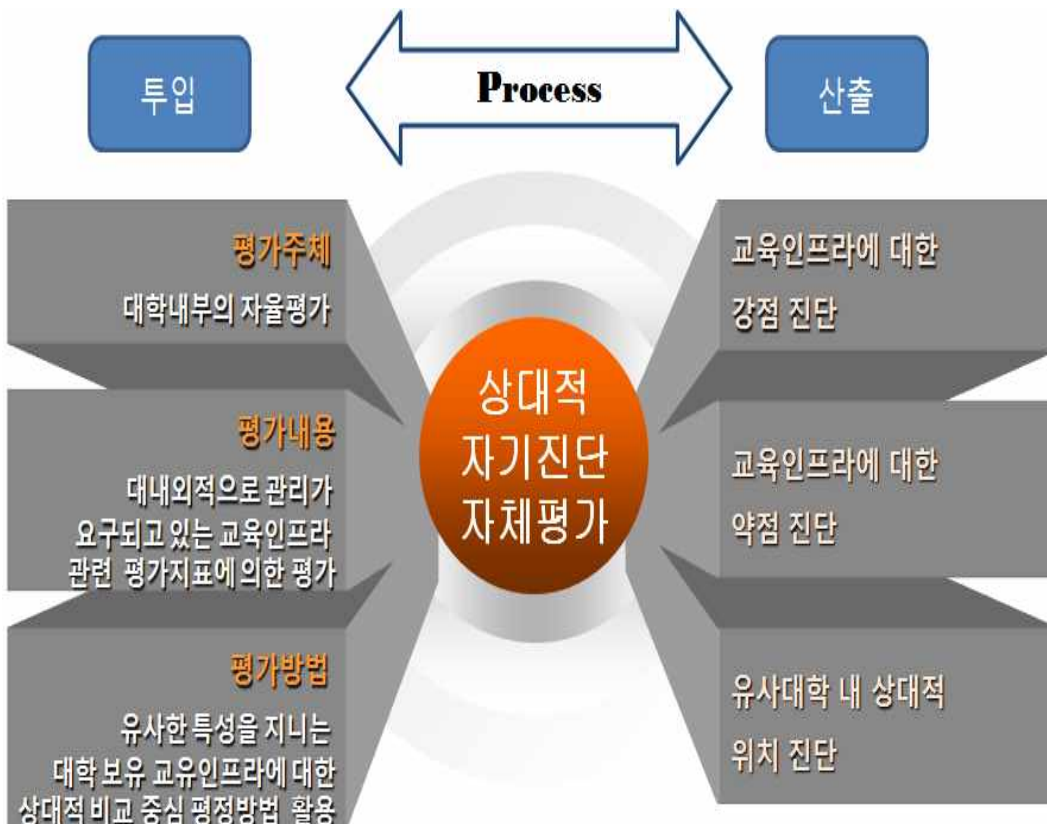 투입
Process
산출
평가주체
대학내부의 자율평가
평가내용
대내외적으로 관리가
요구되고 있는 교육인프라
관련 평가지표에 의한 평가
평가방법
유사한 특성을 지니는
대학 보유 교유인프라에 대한
상대적 비교 중심 평정방법 활용
상대적
자기진단
자체평가
교육인프라에 대한
강점 진단
교육인프라에 대한
약점 진단
유사대학 내 상대적
위치 진단